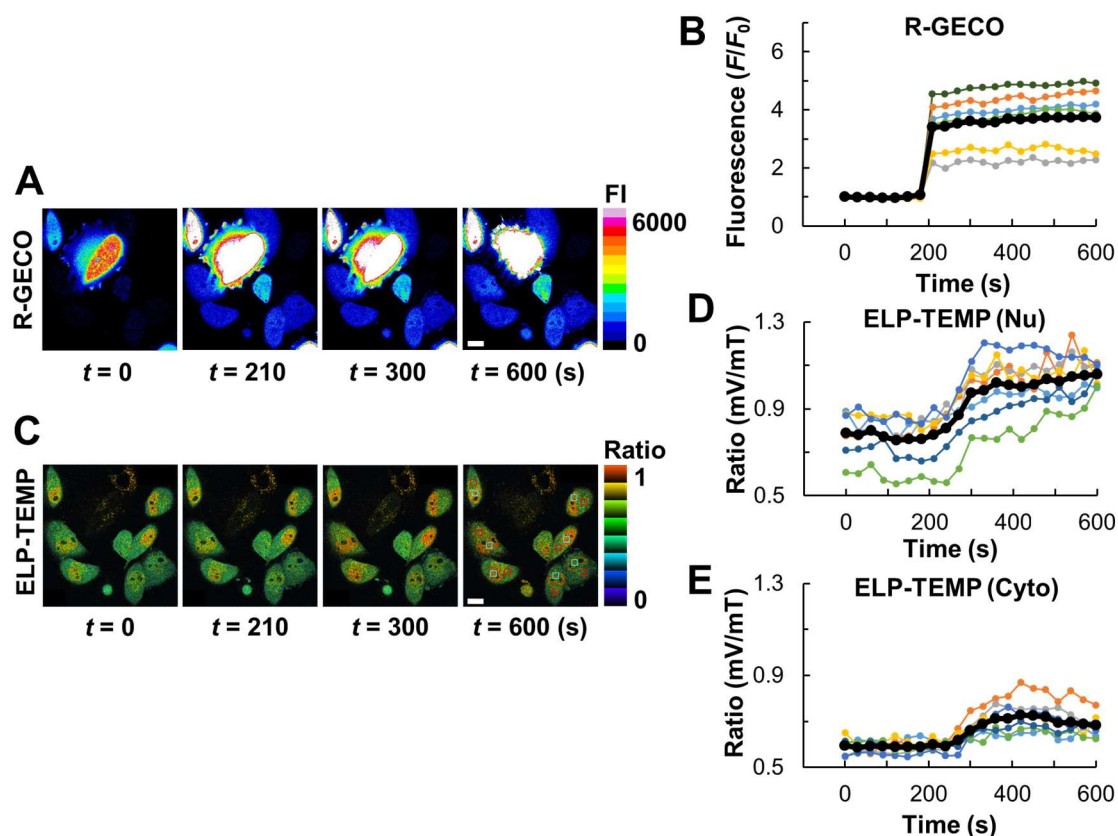 A
R-GECO
FI
6000
0
t = 0
t = 210
t = 300
t = 600 (s)
B
R-GECO
Fluorescence (F/F0)
6
4
2
0
0
200
400
600
Time (s)
C
ELP-TEMP
Ratio
1
0
t = 0
t = 210
t = 300
t = 600 (s)
D
ELP-TEMP (Nu)
Ratio (mV/mT)
1.3
0.9
0.5
0
200
400
600
Time (s)
E
ELP-TEMP (Cyto)
Ratio (mV/mT)
1.3
0.9
0.5
0
200
400
600
Time (s)